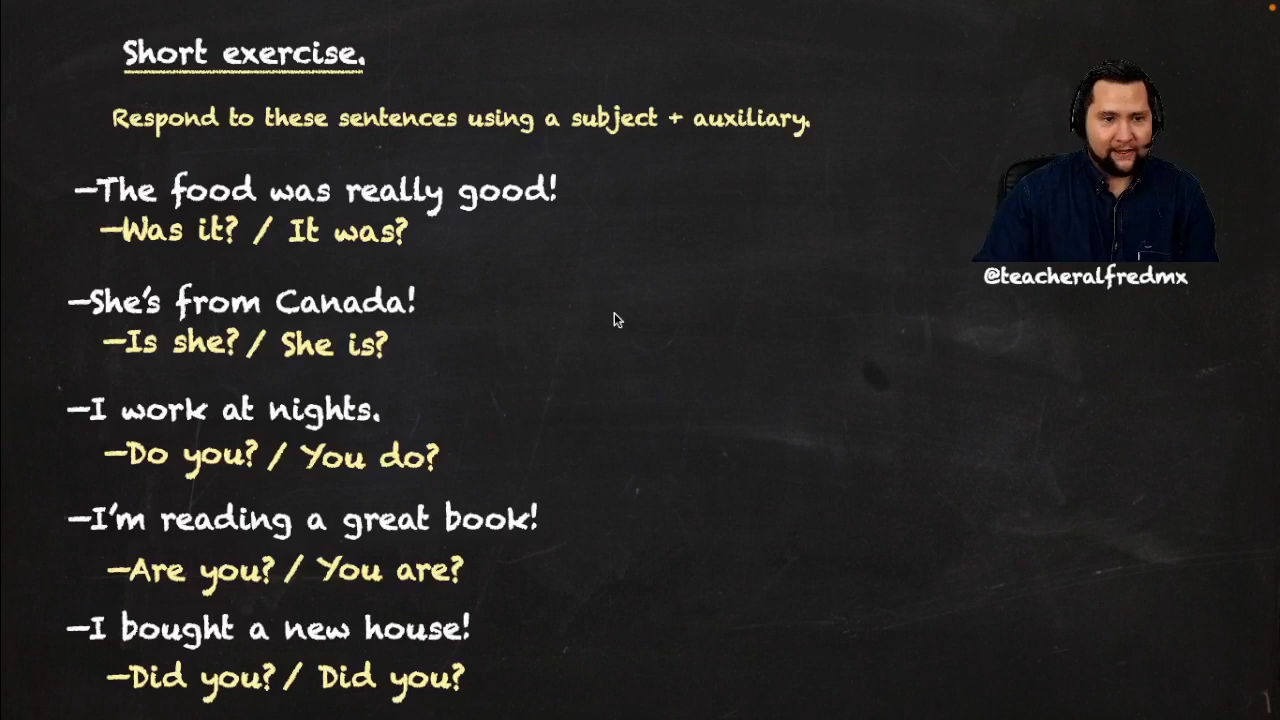 Short exercise.
Respond to these sentences using a subject + auxiliary.
—The food was really good!
—Was it? / It was?
@teacheralfredmx
—She's from Canada!
—Is she? / She is?
—I work at nights.
—Do you? / You do?
—I'm reading a great book!
—Are you? / You are?
—I bought a new house!
—Did you? / Did you?